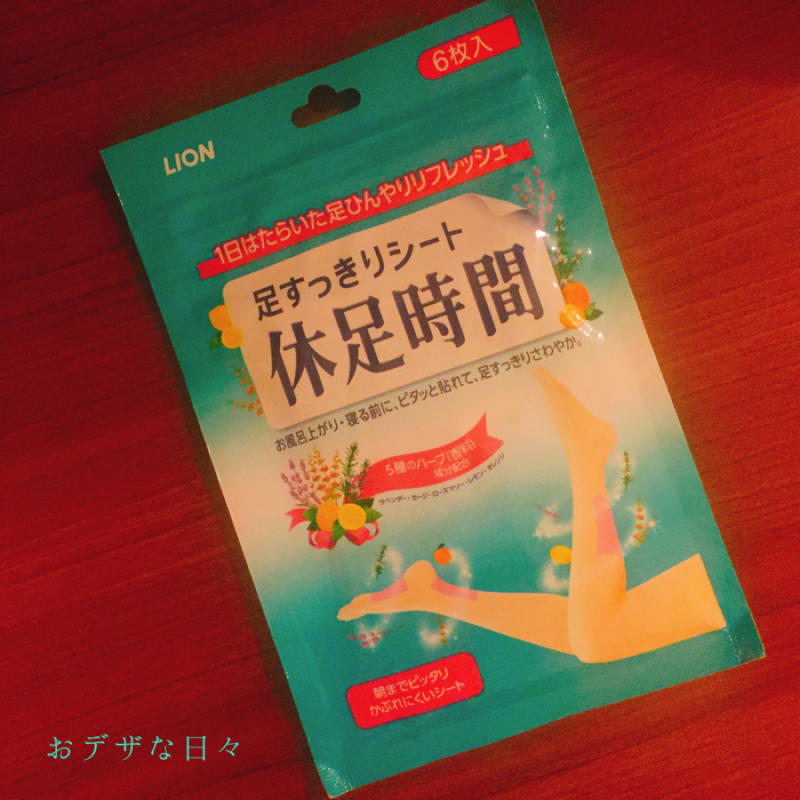 6枚入
LION
1日はたらいた足ひんやりリフレッシュ
足すっきりシート
休足時間
お風呂上がり・寝る前に、ピタッと貼れて、足すっきりさわやか。
5種のハーブ(香料)
成分配合
ラベンダー・セージ・ローズマリー・レモン・オレンジ
朝までピッタリ
かぶれにくいシート
おデザな日々